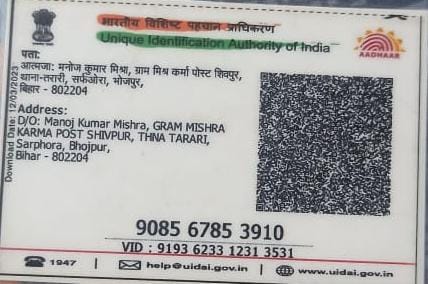 भारतीय विशिष्ट पहचान प्राधिकरण
Unique Identification Authority of India
AADHAAR
पता:
आत्मजा: मनोज कुमार मिश्रा, ग्राम मिश्र कर्मा पोस्ट शिवपुर,
थाना-तरारी, सर्फओरा, भोजपुर,
बिहार - 802204
Address:
D/O: Manoj Kumar Mishra, GRAM MISHRA
KARMA POST SHIVPUR, THNA TARARI,
Sarphora, Bhojpur,
Bihar - 802204
Download Date: 12/03/2023
9085 6785 3910
VID : 9193 6233 1231 3531
1947 | help@uidai.gov.in | www.uidai.gov.in